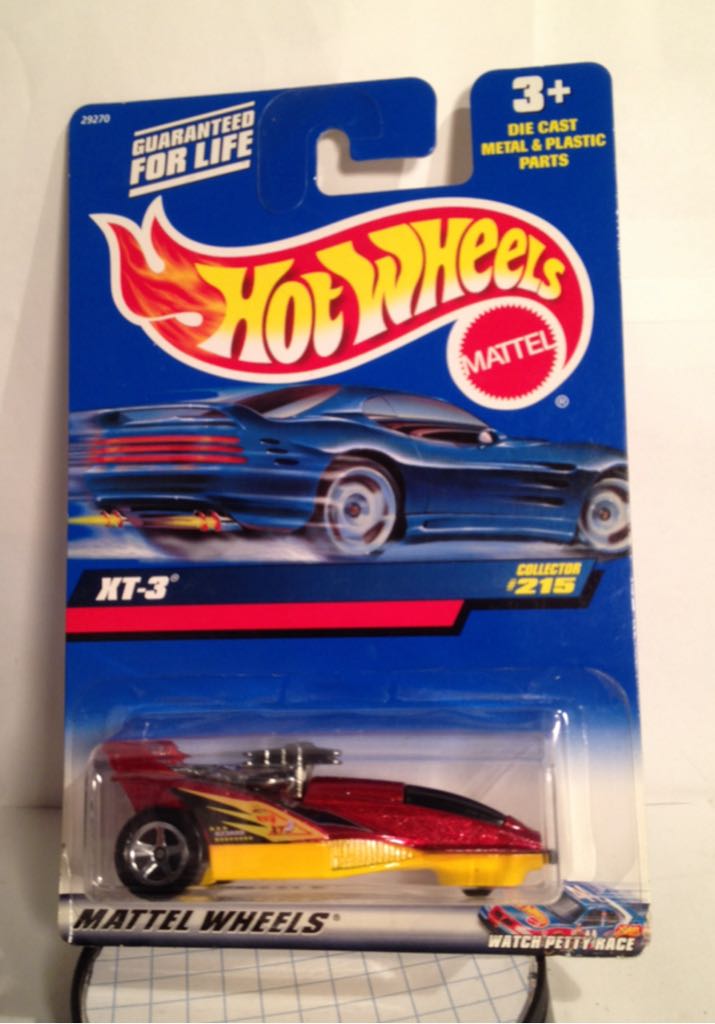 29270
GUARANTEED
FOR LIFE
3+
DIE CAST
METAL & PLASTIC
PARTS
HOT WHEELS
MATTEL
®
XT-3®
COLLECTOR
#215
MATTEL WHEELS®
WATCH PETTY RACE